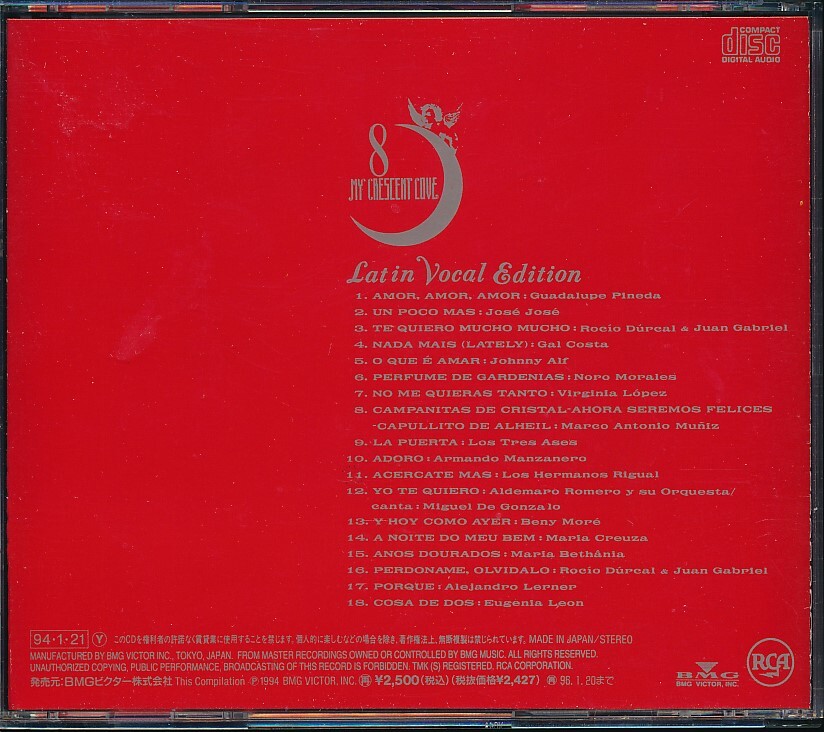 COMPACT
disc
DIGITAL AUDIO
8
MY CRESCENT COVE
Latin Vocal Edition
1. AMOR, AMOR, AMOR : Guadalupe Pineda
2. UN POCO MAS : José José
3. TE QUIERO MUCHO MUCHO : Rocío Dúrcal & Juan Gabriel
4. NADA MAIS (LATELY) : Gal Costa
5. O QUE É AMAR : Johnny Alf
6. PERFUME DE GARDENIAS : Noro Morales
7. NO ME QUIERAS TANTO : Virginia López
8. CAMPANITAS DE CRISTAL-AHORA SEREMOS FELICES
-CAPULLITO DE ALHEIL : Marco Antonio Muñiz
9. LA PUERTA : Los Tres Ases
10. ADORO : Armando Manzanero
11. ACERCATE MAS : Los Hermanos Rigual
12. YO TE QUIERO : Aldemaro Romero y su Orquesta/
canta : Miguel De Gonzalo
13. Y HOY COMO AYER : Beny Moré
14. A NOITE DO MEU BEM : Maria Creuza
15. ANOS DOURADOS : Maria Bethânia
16. PERDONAME, OLVIDALO : Rocío Dúrcal & Juan Gabriel
17. PORQUE : Alejandro Lerner
18. COSA DE DOS : Eugenia Leon
94・1・21 Ⓨ このCDを権利者の許諾なく賃貸業に使用することを禁じます。個人的に楽しむなどの場合を除き、著作権法上、無断複製は禁じられています。 MADE IN JAPAN/STEREO
MANUFACTURED BY BMG VICTOR INC., TOKYO, JAPAN. FROM MASTER RECORDINGS OWNED OR CONTROLLED BY BMG MUSIC. ALL RIGHTS RESERVED.
UNAUTHORIZED COPYING, PUBLIC PERFORMANCE, BROADCASTING OF THIS RECORD IS FORBIDDEN. TMK (S) REGISTERED. RCA CORPORATION.
発売元:BMGビクター株式会社 This Compilation ℗ 1994 BMG VICTOR, INC. 再 ¥2,500(税込)(税抜価格¥2,427) 再 96. 1. 20まで
BMG
BMG VICTOR, INC.
RCA